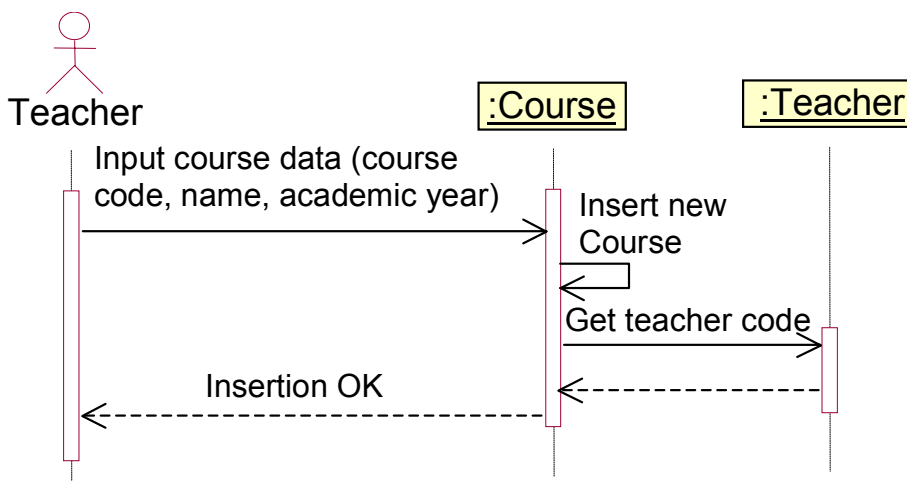 Teacher
:Course
:Teacher
Input course data (course
code, name, academic year)
Insert new
Course
Get teacher code
Insertion OK